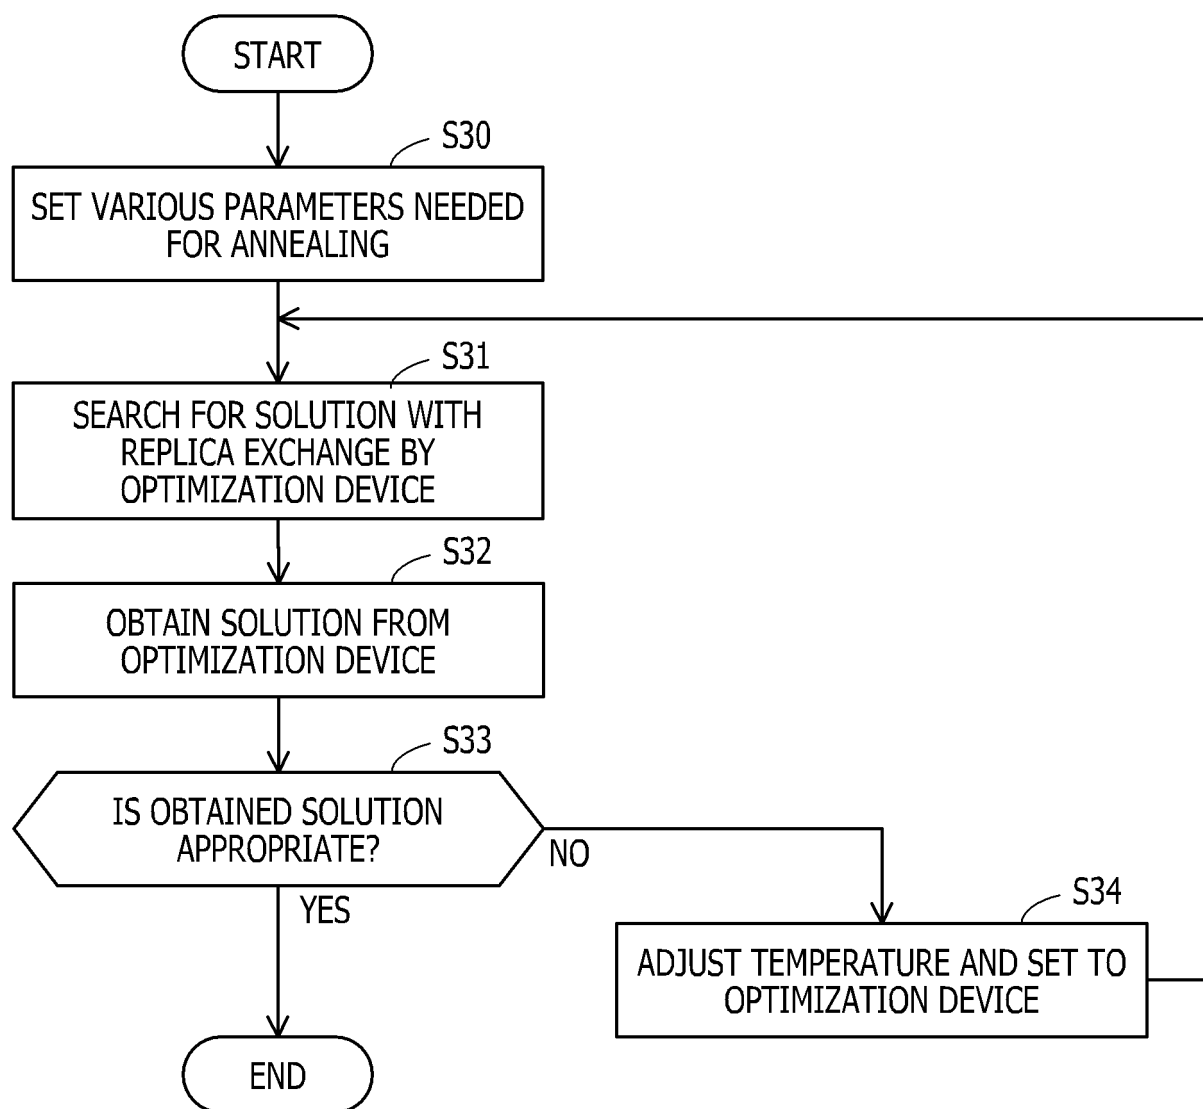 START
S30
SET VARIOUS PARAMETERS NEEDED
FOR ANNEALING
S31
SEARCH FOR SOLUTION WITH
REPLICA EXCHANGE BY
OPTIMIZATION DEVICE
S32
OBTAIN SOLUTION FROM
OPTIMIZATION DEVICE
S33
IS OBTAINED SOLUTION
APPROPRIATE?
NO
YES
S34
ADJUST TEMPERATURE AND SET TO
OPTIMIZATION DEVICE
END